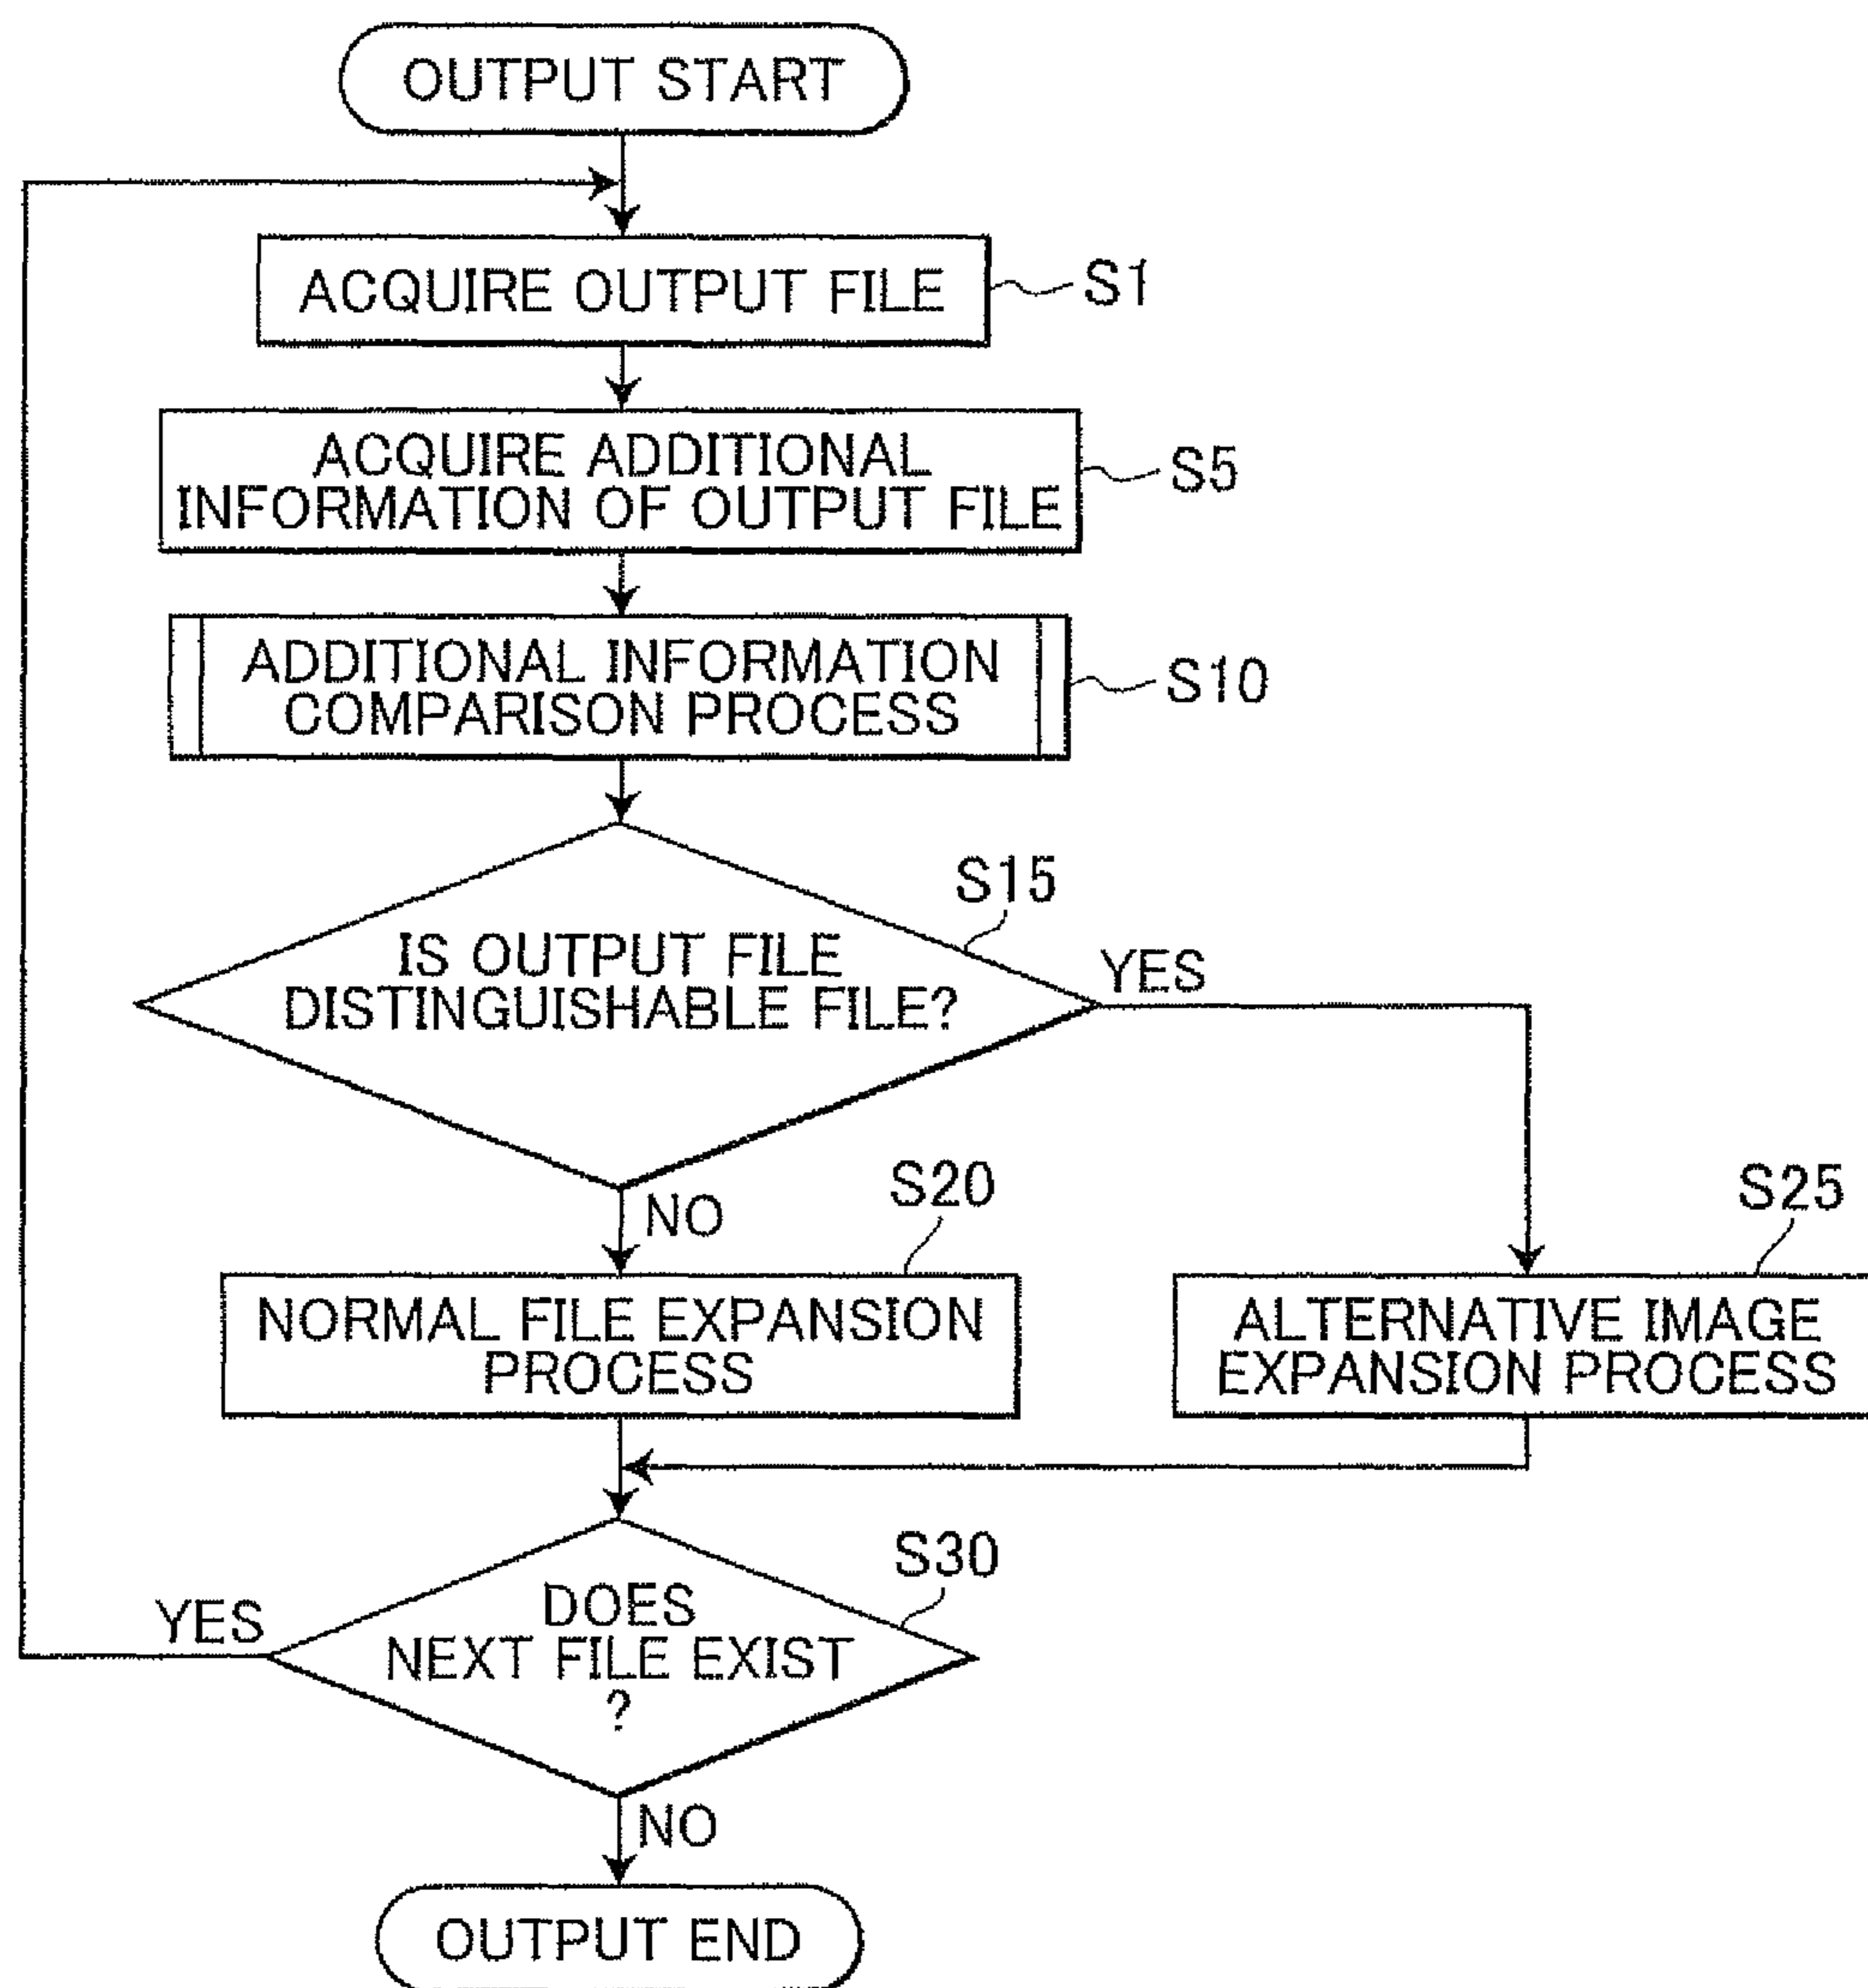 OUTPUT START
ACQUIRE OUTPUT FILE
S1
ACQUIRE ADDITIONAL
INFORMATION OF OUTPUT FILE
S5
ADDITIONAL INFORMATION
COMPARISON PROCESS
S10
S15
IS OUTPUT FILE
DISTINGUISHABLE FILE?
YES
NO
S20
NORMAL FILE EXPANSION
PROCESS
S25
ALTERNATIVE IMAGE
EXPANSION PROCESS
S30
DOES
NEXT FILE EXIST
?
YES
NO
OUTPUT END